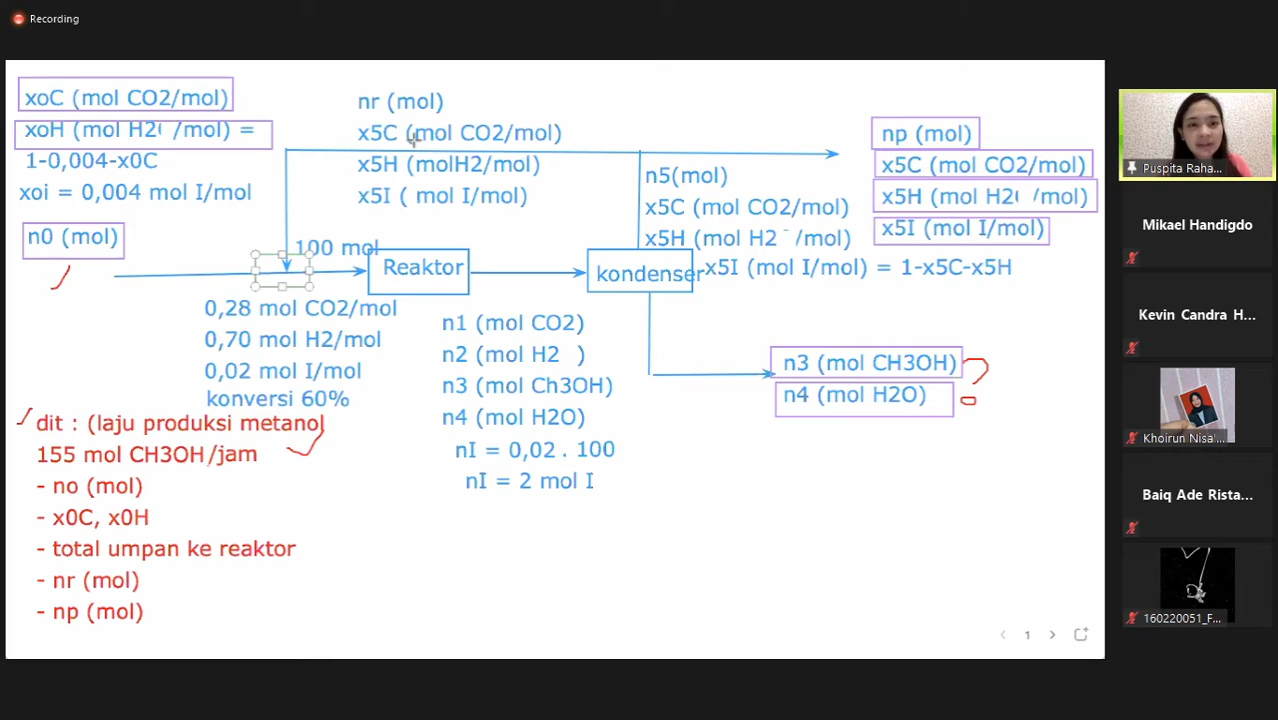 Recording
xoC (mol CO2/mol)
xoH (mol H2 /mol) =
1-0,004-x0C
xoi = 0,004 mol I/mol
n0 (mol)
nr (mol)
x5C (mol CO2/mol)
x5H (molH2/mol)
x5I ( mol I/mol)
n5(mol)
x5C (mol CO2/mol)
x5H (mol H2 /mol)
x5I (mol I/mol) = 1-x5C-x5H
np (mol)
x5C (mol CO2/mol)
x5H (mol H2 /mol)
x5I (mol I/mol)
100 mol
Reaktor
kondenser
0,28 mol CO2/mol
0,70 mol H2/mol
0,02 mol I/mol
konversi 60%
n1 (mol CO2)
n2 (mol H2 )
n3 (mol Ch3OH)
n4 (mol H2O)
nI = 0,02 . 100
nI = 2 mol I
n3 (mol CH3OH) ?
n4 (mol H2O)
dit : (laju produksi metanol
155 mol CH3OH/jam
- no (mol)
- x0C, x0H
- total umpan ke reaktor
- nr (mol)
- np (mol)
1
Puspita Raha...
Mikael Handigdo
Kevin Candra H...
Khoirun Nisa'...
Baiq Ade Rista...
160220051_F...